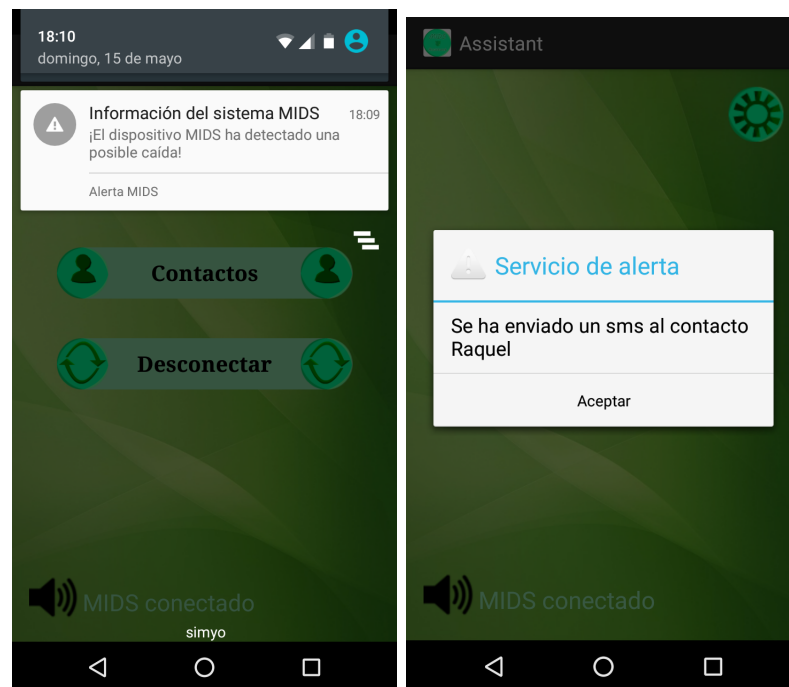 18:10
domingo, 15 de mayo
Información del sistema MIDS 18:09
¡El dispositivo MIDS ha detectado una
posible caída!
Alerta MIDS
Contactos
Desconectar
MIDS conectado
simyo
Assistant
Servicio de alerta
Se ha enviado un sms al contacto
Raquel
Aceptar
MIDS conectado